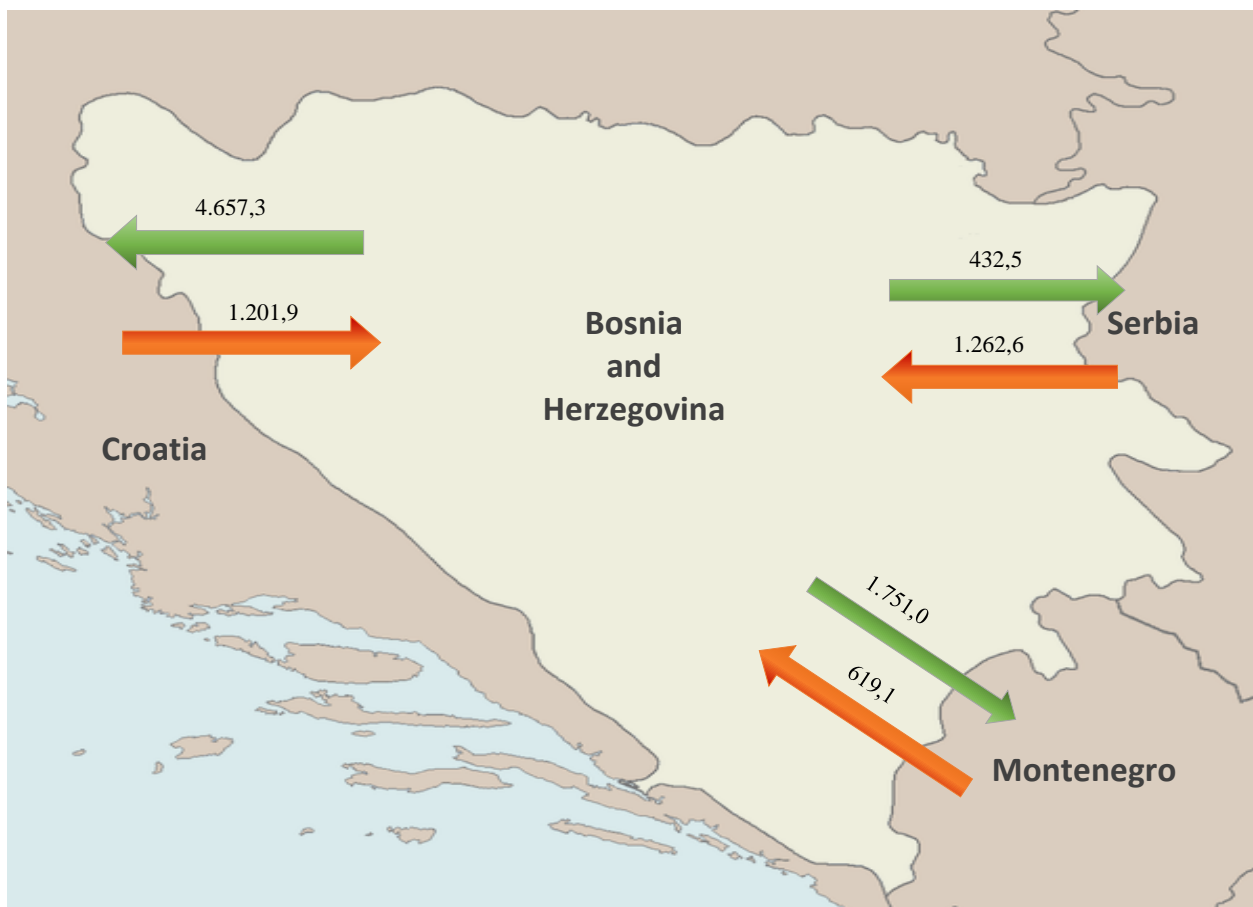 4.657,3
432,5
1.201,9
Bosnia
and
Herzegovina
Serbia
1.262,6
Croatia
1.751,0
619,1
Montenegro